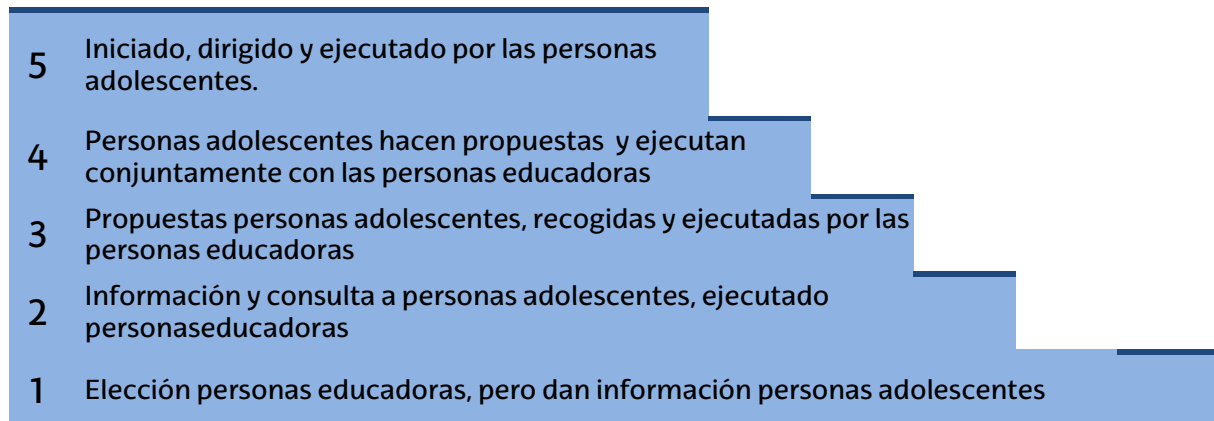 5 Iniciado, dirigido y ejecutado por las personas
adolescentes.
4 Personas adolescentes hacen propuestas y ejecutan
conjuntamente con las personas educadoras
3 Propuestas personas adolescentes, recogidas y ejecutadas por las
personas educadoras
2 Información y consulta a personas adolescentes, ejecutado
personaseducadoras
1 Elección personas educadoras, pero dan información personas adolescentes